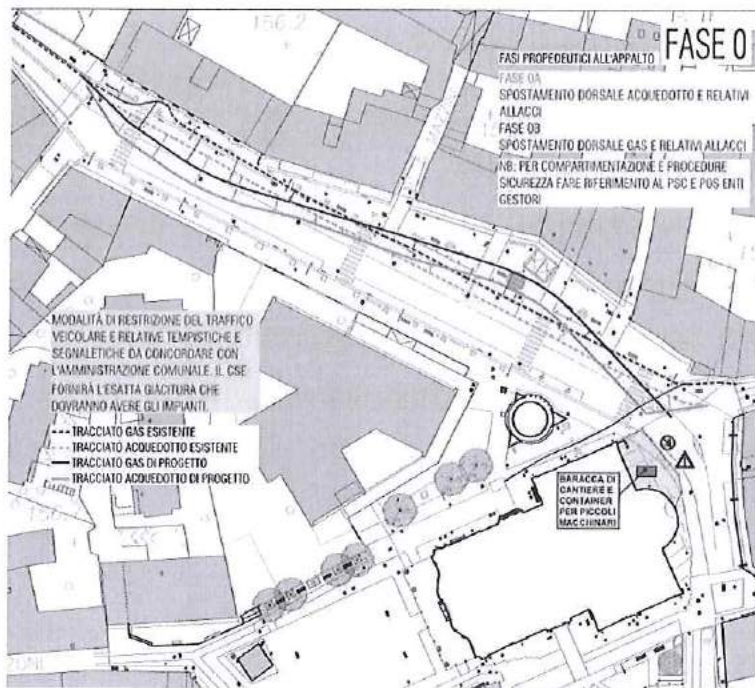 156.2
FASE 0
FASI PROPEDEUTICI ALL'APPALTO
FASE 0A
SPOSTAMENTO DORSALE ACQUEDOTTO E RELATIVI
ALLACCI
FASE 0B
SPOSTAMENTO DORSALE GAS E RELATIVI ALLACCI
NB: PER COMPARTIMENTAZIONE E PROCEDURE
SICUREZZA FARE RIFERIMENTO AL PSC E POS ENTI
GESTORI
MODALITÀ DI RESTRIZIONE DEL TRAFFICO
VEICOLARE E RELATIVE TEMPISTICHE E
SEGNALETICHE DA CONCORDARE CON
L'AMMINISTRAZIONE COMUNALE. IL CSE
FORNIRÀ L'ESATTA GIACITURA CHE
DOVRANNO AVERE GLI IMPIANTI.
TRACCIATO GAS ESISTENTE
TRACCIATO ACQUEDOTTO ESISTENTE
TRACCIATO GAS DI PROGETTO
TRACCIATO ACQUEDOTTO DI PROGETTO
BARACCA DI
CANTIERE E
CONTAINER
PER PICCOLI
MACCHINARI